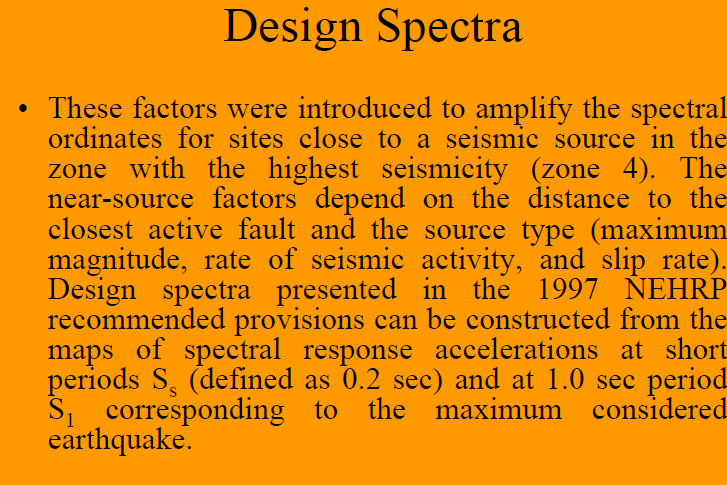 Design Spectra
• These factors were introduced to amplify the spectral
ordinates for sites close to a seismic source in the
zone with the highest seismicity (zone 4). The
near-source factors depend on the distance to the
closest active fault and the source type (maximum
magnitude, rate of seismic activity, and slip rate).
Design spectra presented in the 1997 NEHRP
recommended provisions can be constructed from the
maps of spectral response accelerations at short
periods Sₛ (defined as 0.2 sec) and at 1.0 sec period
S₁ corresponding to the maximum considered
earthquake.